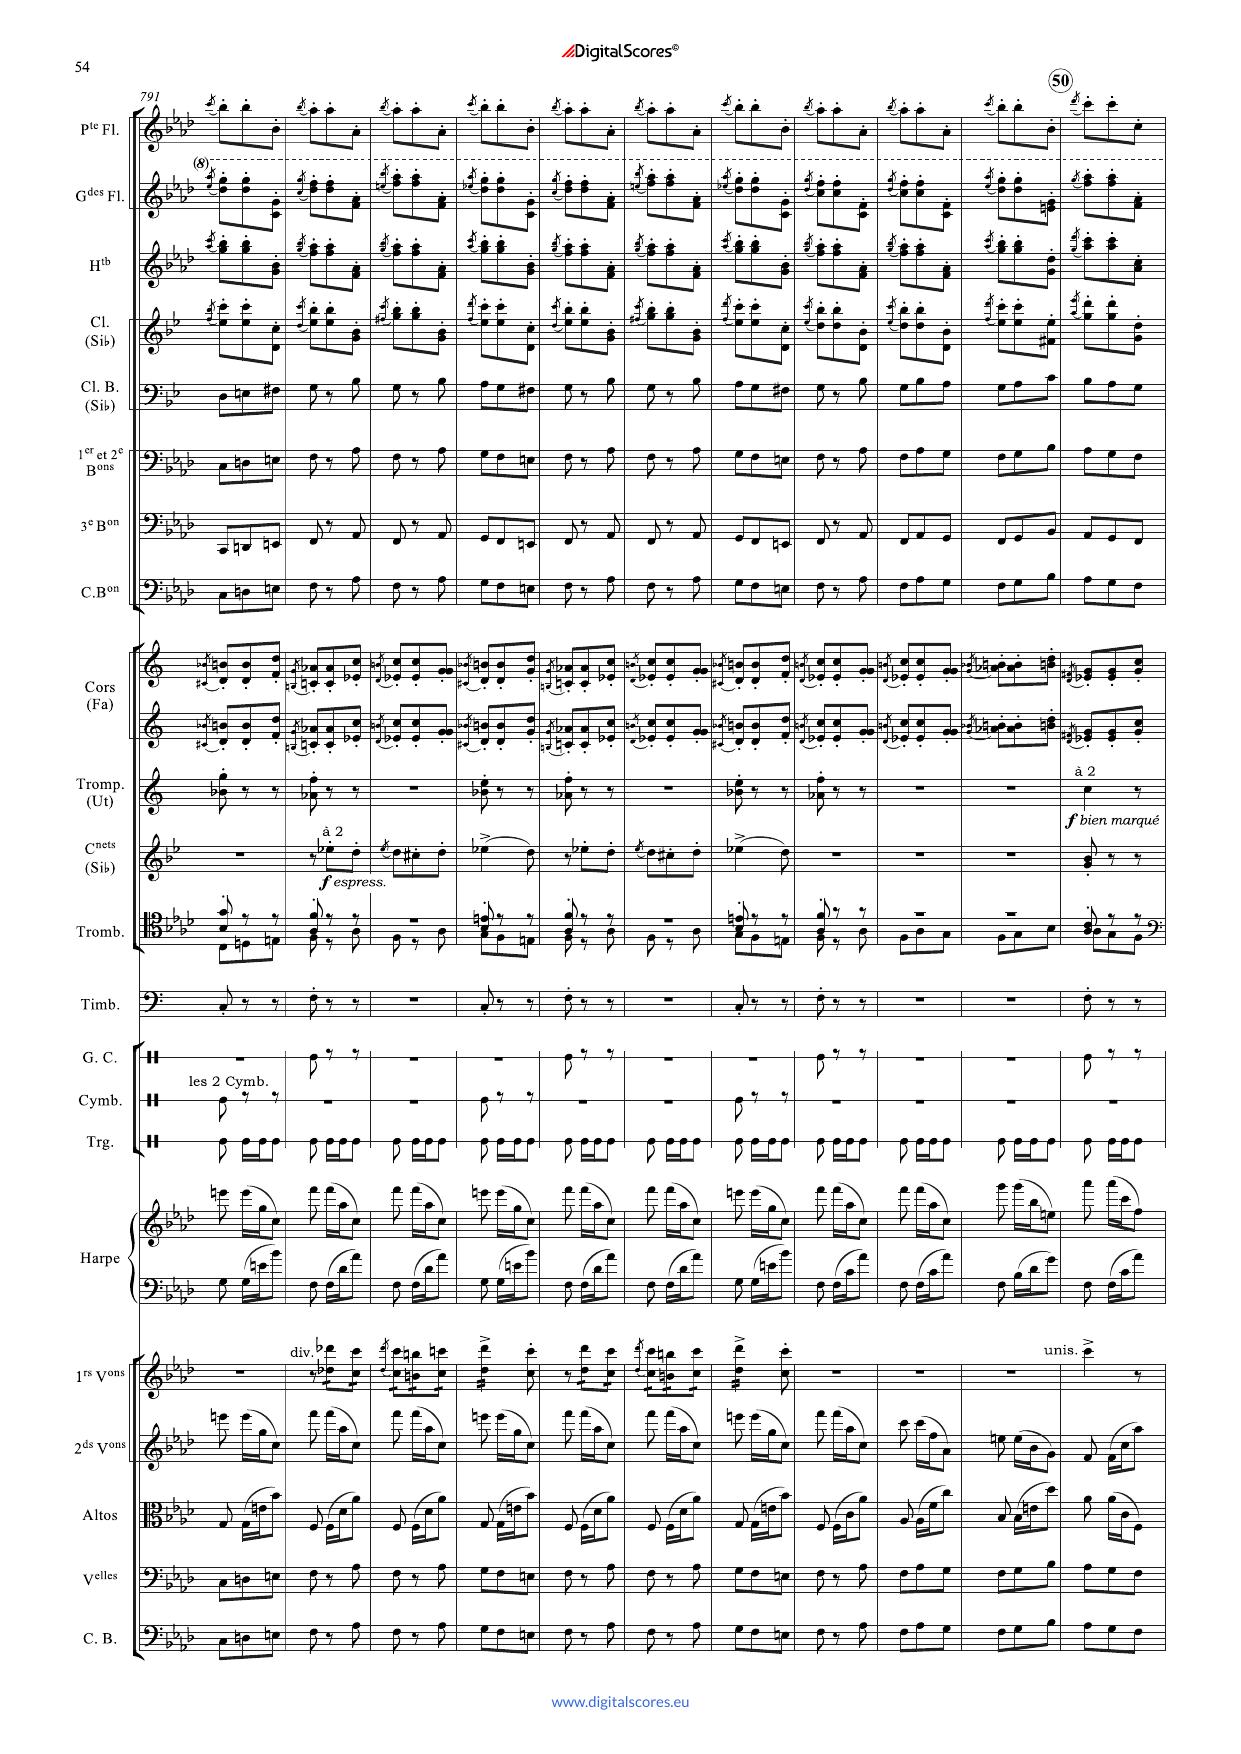 DigitalScores©
54
50
791
Pte Fl.
(8)
Gdes Fl.
Htb
Cl.
(Si♭)
Cl. B.
(Si♭)
1er et 2e
Bons
3e Bon
C.Bon
Cors
(Fa)
à 2
Tromp.
(Ut)
f bien marqué
à 2
Cnets
(Si♭)
f espress.
Tromb.
Timb.
G. C.
les 2 Cymb.
Cymb.
Trg.
Harpe
div.
unis.
1rs Vons
2ds Vons
Altos
Velles
C. B.
www.digitalscores.eu